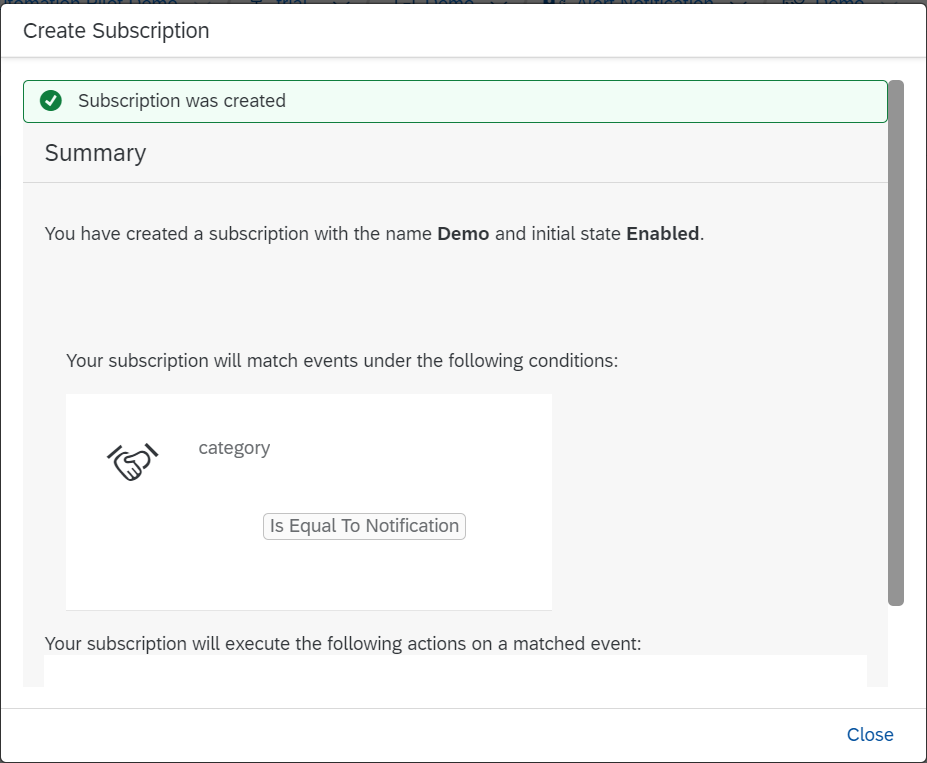 Create Subscription
Subscription was created
Summary
You have created a subscription with the name Demo and initial state Enabled.
Your subscription will match events under the following conditions:
category
Is Equal To Notification
Your subscription will execute the following actions on a matched event:
Close